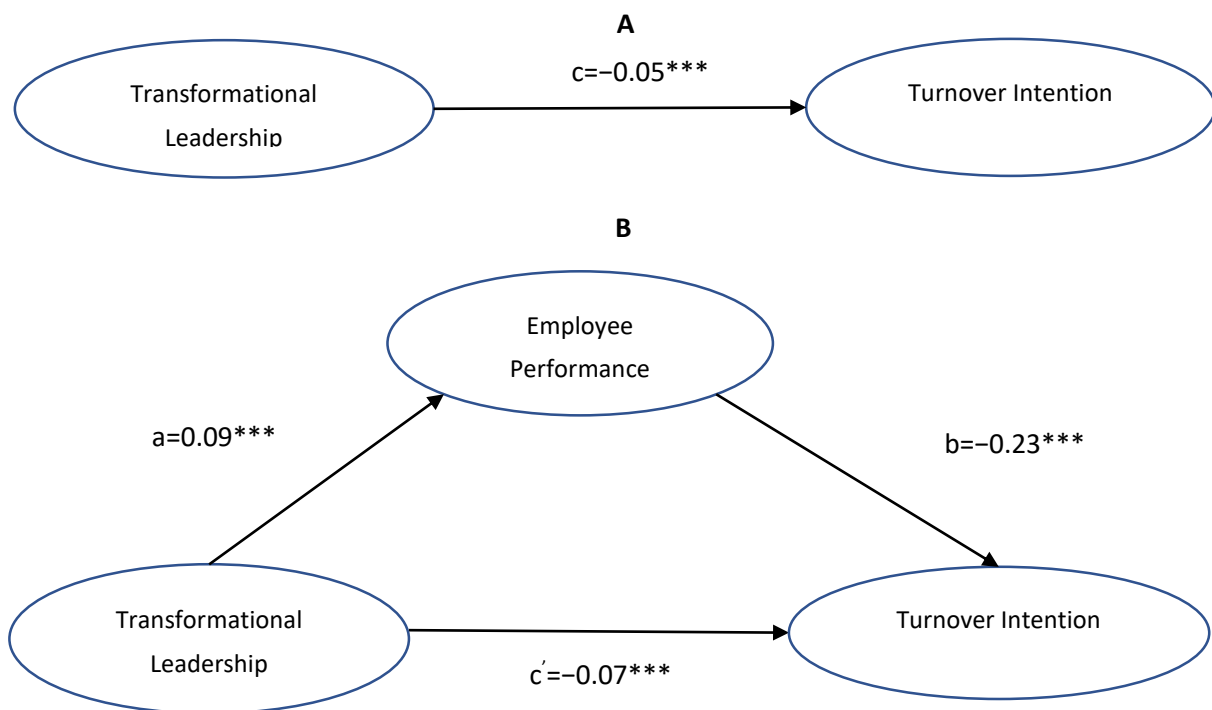 A
c=−0.05***
Transformational
Leadership
Turnover Intention
B
Employee
Performance
a=0.09***
b=−0.23***
Transformational
Leadership
Turnover Intention
c′=−0.07***